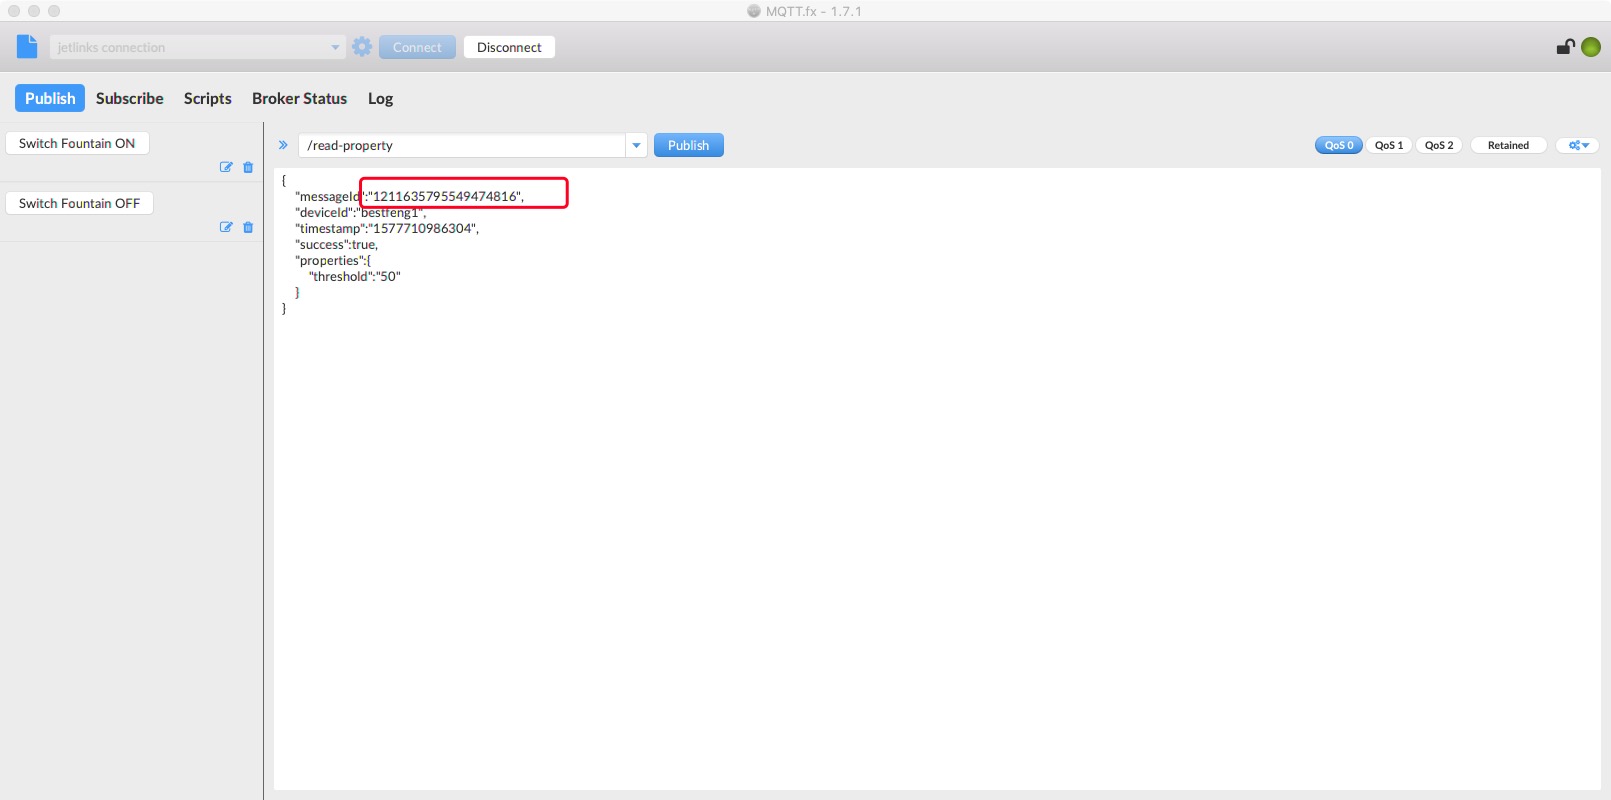 MQTT.fx - 1.7.1
jetlinks connection
Connect
Disconnect
Publish
Subscribe
Scripts
Broker Status
Log
Switch Fountain ON
Switch Fountain OFF
/read-property
Publish
QoS 0
QoS 1
QoS 2
Retained
{
"messageId":"1211635795549474816",
"deviceId":"bestfeng1",
"timestamp":"1577710986304",
"success":true,
"properties":{
"threshold":"50"
}
}